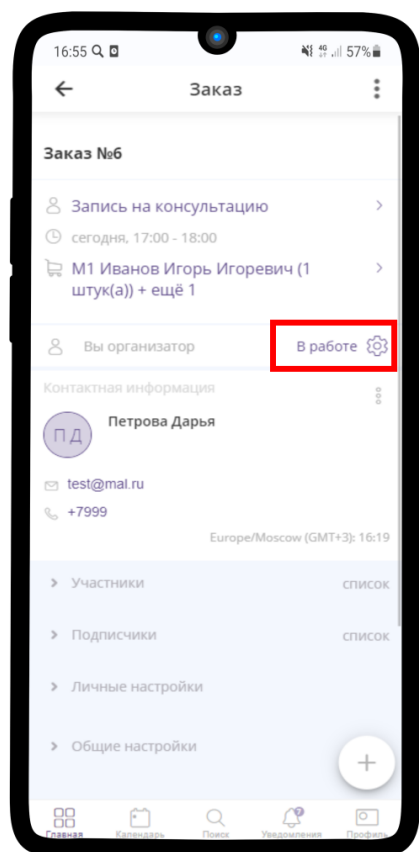 16:55
4G 57%
Заказ
Заказ №6
Запись на консультацию
сегодня, 17:00 - 18:00
М1 Иванов Игорь Игоревич (1
штук(а)) + ещё 1
Вы организатор
В работе
Контактная информация
П Д
Петрова Дарья
test@mal.ru
+7999
Europe/Moscow (GMT+3): 16:19
Участники
список
Подписчики
список
Личные настройки
Общие настройки
Главная Календарь Поиск Уведомления Профиль